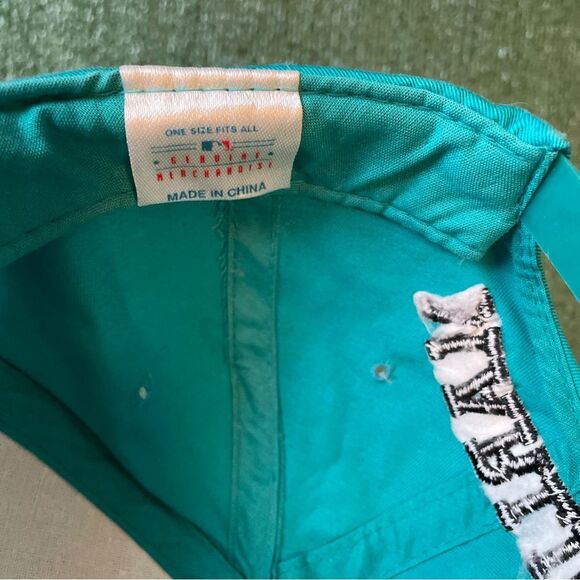 ONE SIZE FITS ALL
GENUINE
MERCHANDISE
MADE IN CHINA